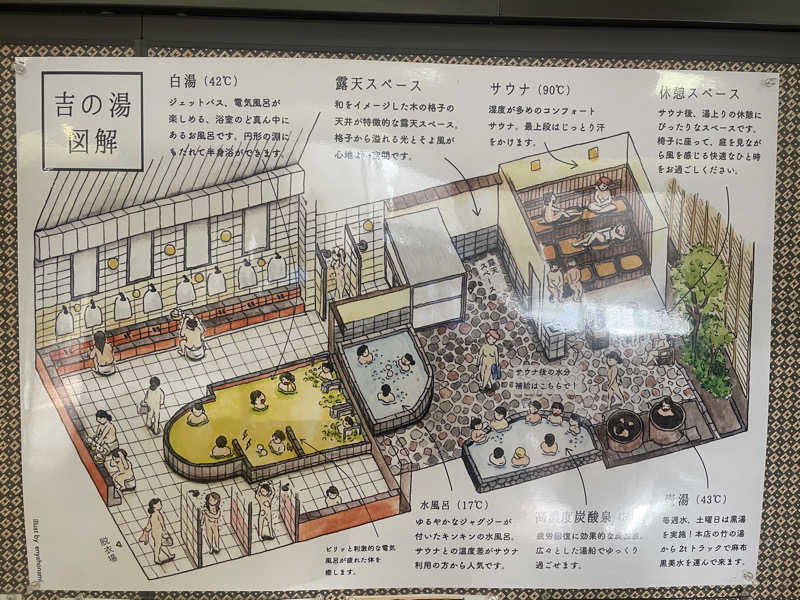 吉の湯
図解
白湯（42℃）
ジェットバス、電気風呂が
楽しめる、浴室のど真ん中に
あるお風呂です。円形の淵に
もたれて半身浴ができます。
露天スペース
和をイメージした木の格子の
天井が特徴的な露天スペース。
格子から溢れる光とそよ風が
心地よい空間です。
サウナ（90℃）
湿度が多めのコンフォート
サウナ。最上段はじっとり汗
をかけます。
休憩スペース
サウナ後、湯上りの休憩に
ぴったりなスペースです。
椅子に座って、庭を見なが
ら風を感じる快適なひと時
をお過ごしください。
露天
スペース
サウナ後の水分
補給はこちらで！
脱衣場
ピリッと刺激的な電気
風呂が疲れた体を
癒します。
水風呂（17℃）
ゆるやかなジャグジーが
付いたキンキンの水風呂。
サウナとの温度差がサウナ
利用の方から人気です。
高濃度炭酸泉
疲労回復に効果的な炭酸泉。
広々とした湯船でゆっくり
過ごせます。
湯（43℃）
毎週水、土曜日は黒湯
を実施！本店の竹の湯
から2tトラックで麻布
黒美水を運んで来ます。
illust by enyahonami